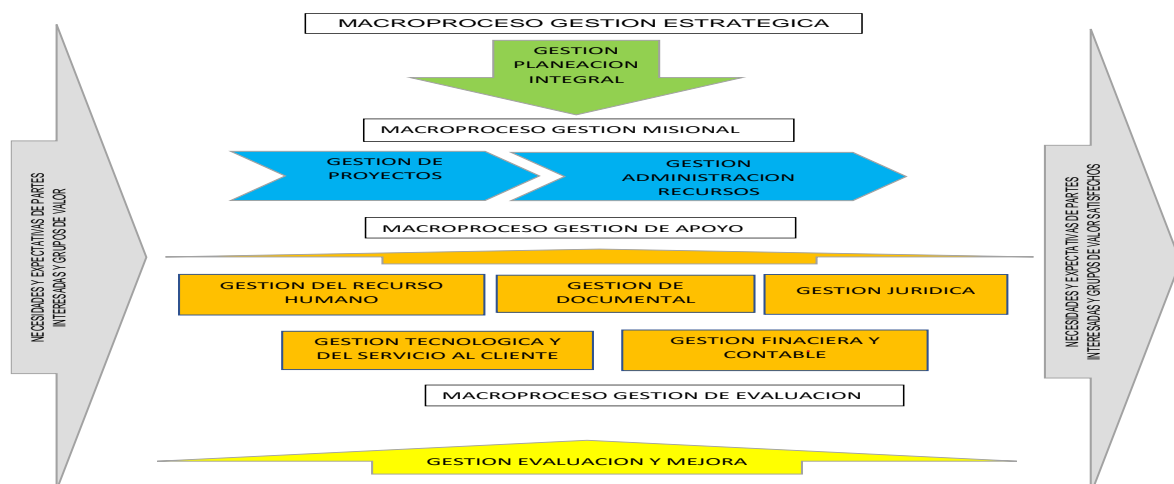 MACROPROCESO GESTION ESTRATEGICA
GESTION
PLANEACION
INTEGRAL
MACROPROCESO GESTION MISIONAL
GESTION DE
PROYECTOS
GESTION
ADMINISTRACION
RECURSOS
MACROPROCESO GESTION DE APOYO
GESTION DEL RECURSO
HUMANO
GESTION DE
DOCUMENTAL
GESTION JURIDICA
GESTION TECNOLOGICA Y
DEL SERVICIO AL CLIENTE
GESTION FINACIERA Y
CONTABLE
MACROPROCESO GESTION DE EVALUACION
GESTION EVALUACION Y MEJORA
NECESIDADES Y EXPECTATIVAS DE PARTES
INTERESADAS Y GRUPOS DE VALOR
NECESIDADES Y EXPECTATIVAS DE PARTES
INTERESADAS Y GRUPOS DE VALOR SATISFECHOS